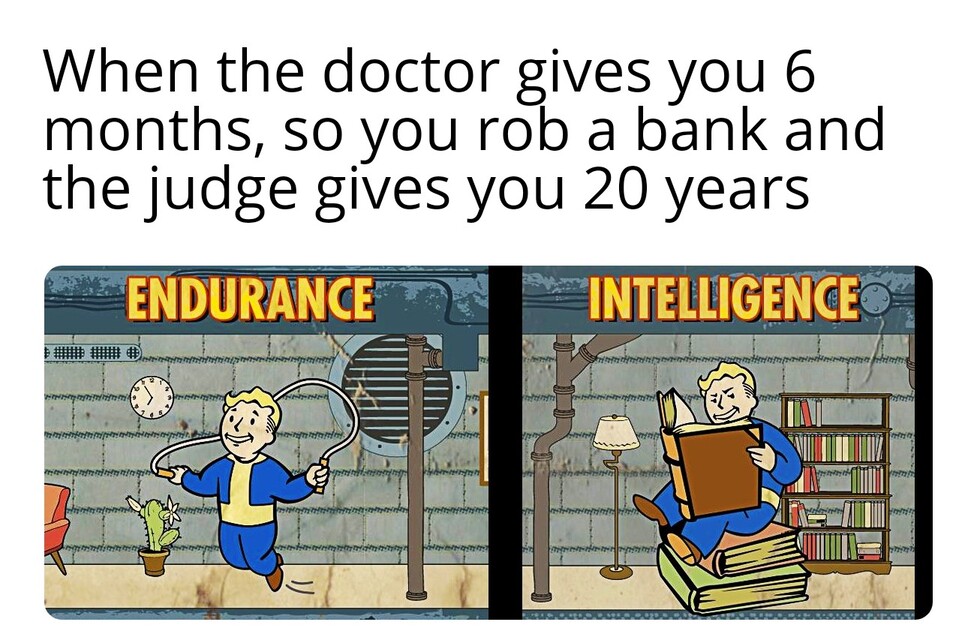 When the doctor gives you 6
months, so you rob a bank and
the judge gives you 20 years
ENDURANCE
INTELLIGENCE